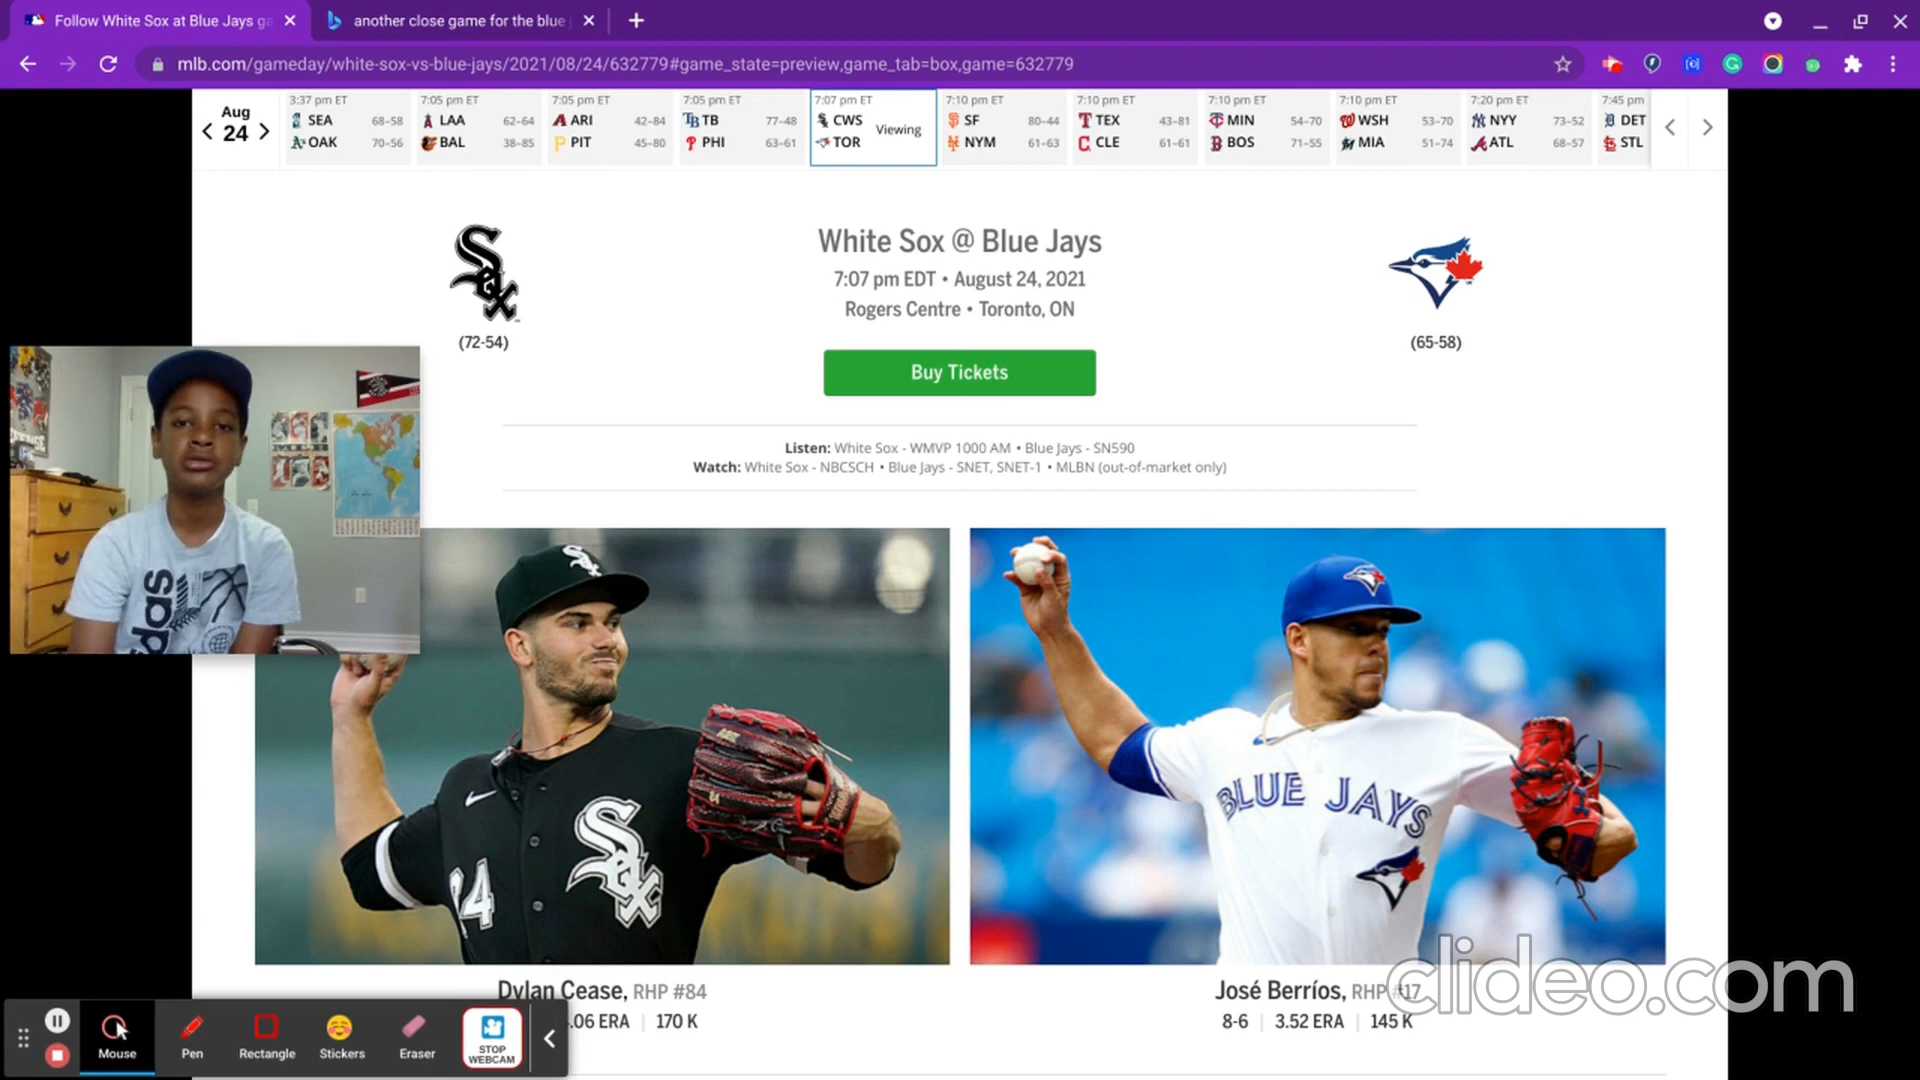 Follow White Sox at Blue Jays ga
another close game for the blue j
mlb.com/gameday/white-sox-vs-blue-jays/2021/08/24/632779#game_state=preview,game_tab=box,game=632779
Aug
24
3:37 pm ET
SEA 68-58
OAK 70-56
7:05 pm ET
LAA 62-64
BAL 38-85
7:05 pm ET
ARI 42-84
PIT 45-80
7:05 pm ET
TB 77-48
PHI 63-61
7:07 pm ET
CWS
TOR
Viewing
7:10 pm ET
SF 80-44
NYM 61-63
7:10 pm ET
TEX 43-81
CLE 61-61
7:10 pm ET
MIN 54-70
BOS 71-55
7:10 pm ET
WSH 53-70
MIA 51-74
7:20 pm ET
NYY 73-52
ATL 68-57
7:45 pm
DET
STL
White Sox @ Blue Jays
7:07 pm EDT • August 24, 2021
Rogers Centre • Toronto, ON
(72-54)
(65-58)
Buy Tickets
Listen: White Sox - WMVP 1000 AM • Blue Jays - SN590
Watch: White Sox - NBCSCH • Blue Jays - SNET, SNET-1 • MLBN (out-of-market only)
adidas
Sox
84
BLUE JAYS
Dylan Cease, RHP #84
.06 ERA | 170 K
José Berríos, RHP #17
8-6 | 3.52 ERA | 145 K
clideo.com
Mouse
Pen
Rectangle
Stickers
Eraser
STOP
WEBCAM